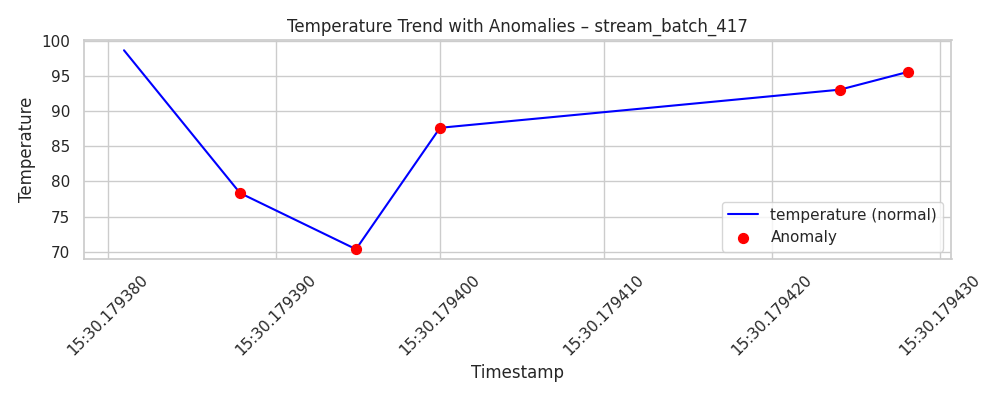 Temperature Trend with Anomalies – stream_batch_417
Temperature
100
95
90
85
80
75
70
temperature (normal)
Anomaly
15:30.179380
15:30.179390
15:30.179400
15:30.179410
15:30.179420
15:30.179430
Timestamp